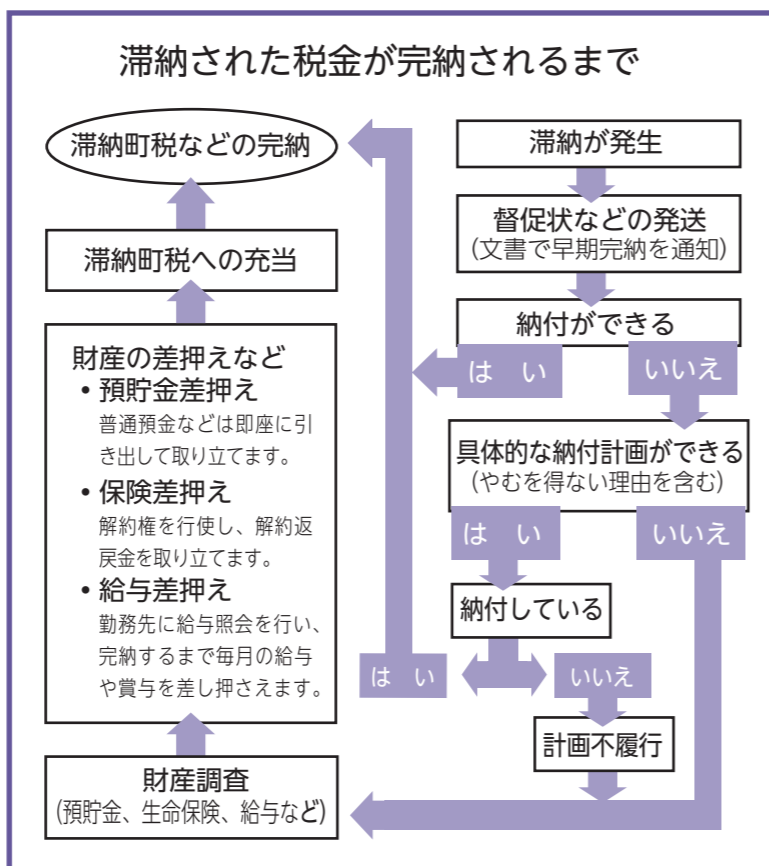 滞納された税金が完納されるまで
滞納が発生
督促状などの発送
(文書で早期完納を通知)
納付ができる
は い
いいえ
具体的な納付計画ができる
(やむを得ない理由を含む)
は い
いいえ
納付している
は い
いいえ
計画不履行
財産調査
(預貯金、生命保険、給与など)
財産の差押えなど
・預貯金差押え
普通預金などは即座に引
き出して取り立てます。
・保険差押え
解約権を行使し、解約返
戻金を取り立てます。
・給与差押え
勤務先に給与照会を行い、
完納するまで毎月の給与
や賞与を差し押さえます。
滞納町税への充当
滞納町税などの完納